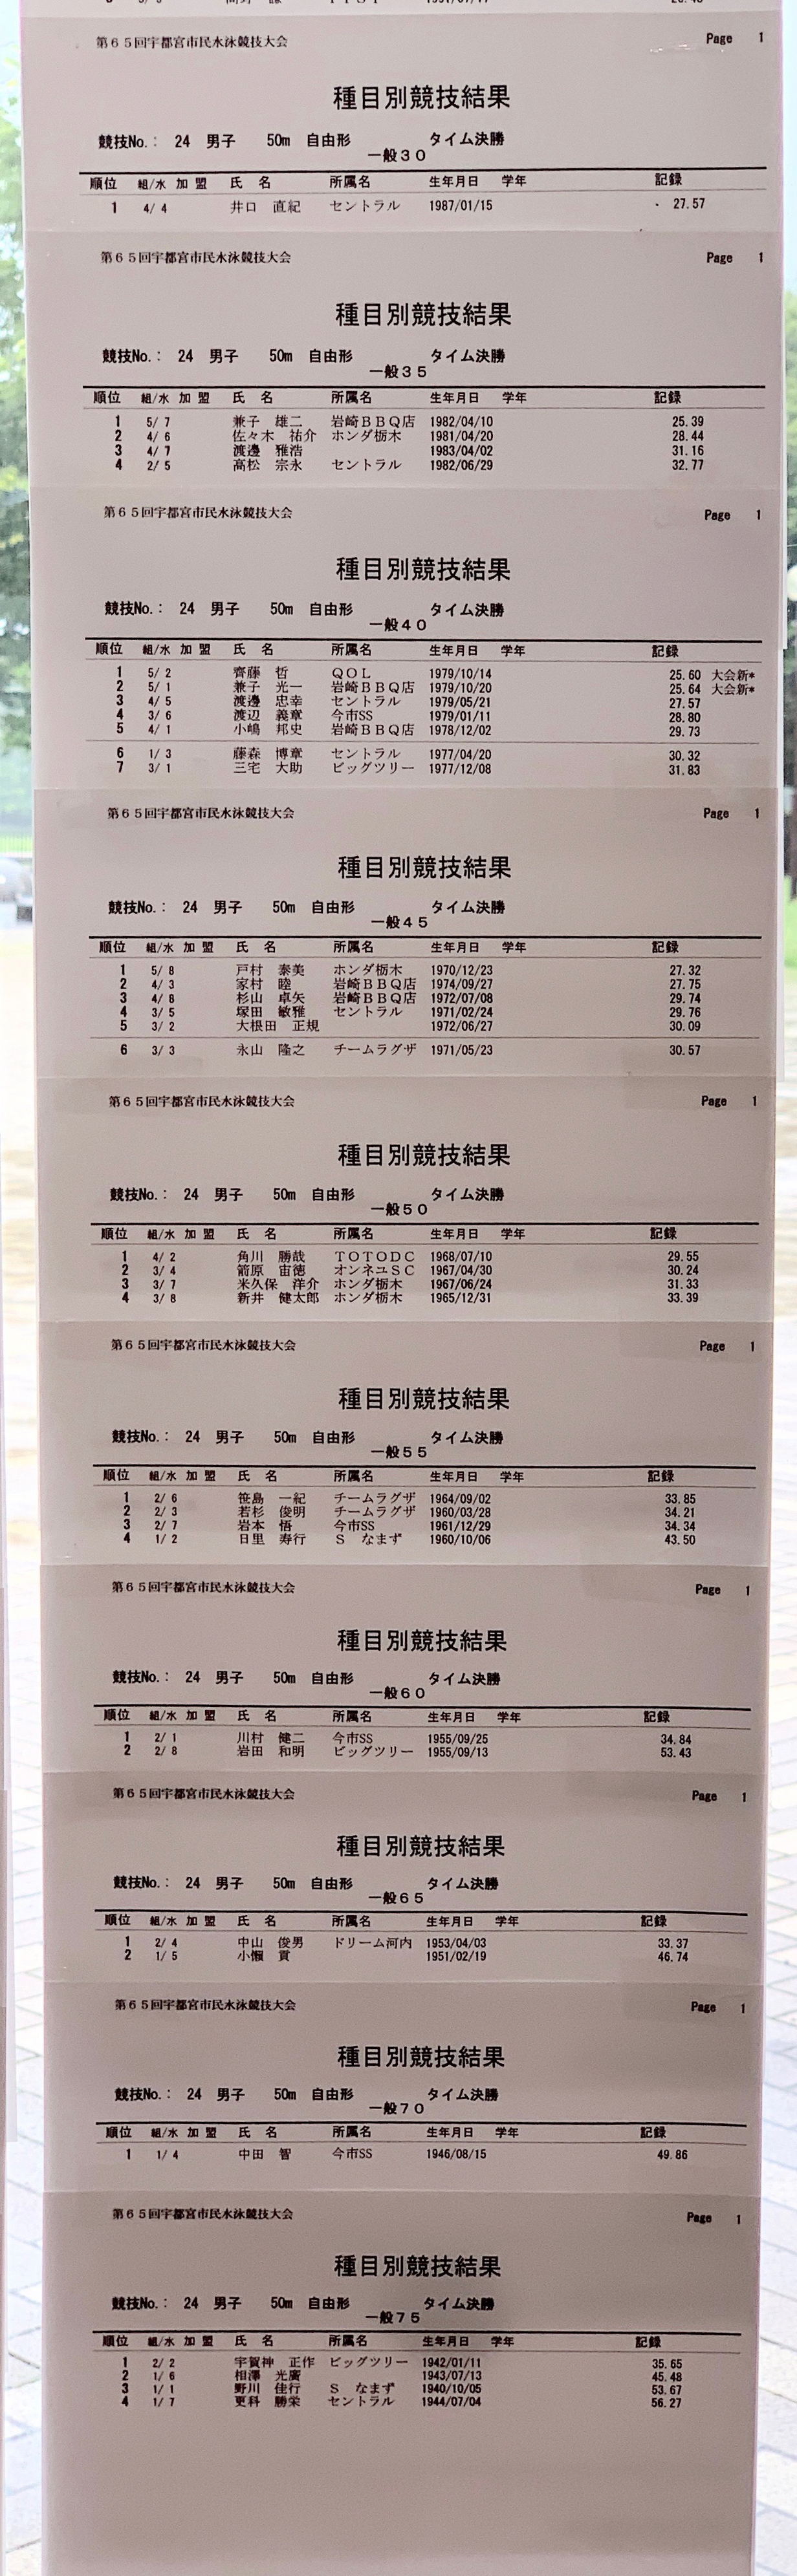 第６５回宇都宮市民水泳競技大会 Page 1
種目別競技結果
競技No.： 24 男子 50m 自由形 タイム決勝
一般３０
順位 組/水 加盟 氏 名 所属名 生年月日 学年 記録
1 4/ 4 井口 直紀 セントラル 1987/01/15 27.57
第６５回宇都宮市民水泳競技大会 Page 1
種目別競技結果
競技No.： 24 男子 50m 自由形 タイム決勝
一般３５
順位 組/水 加盟 氏 名 所属名 生年月日 学年 記録
1 5/ 7 兼子 雄二 岩崎ＢＢＱ店 1982/04/10 25.39
2 4/ 6 佐々木 祐介 ホンダ栃木 1981/04/20 28.44
3 4/ 7 渡邊 雅浩 1983/04/02 31.16
4 2/ 5 高松 宗永 セントラル 1982/06/29 32.77
第６５回宇都宮市民水泳競技大会 Page 1
種目別競技結果
競技No.： 24 男子 50m 自由形 タイム決勝
一般４０
順位 組/水 加盟 氏 名 所属名 生年月日 学年 記録
1 5/ 2 齊藤 哲 ＱＯＬ 1979/10/14 25.60 大会新*
2 5/ 1 兼子 光一 岩崎ＢＢＱ店 1979/10/20 25.64 大会新*
3 4/ 5 渡邊 忠幸 セントラル 1979/05/21 27.57
4 3/ 6 渡辺 義章 今市SS 1979/01/11 28.80
5 4/ 1 小嶋 邦史 岩崎ＢＢＱ店 1978/12/02 29.73
6 1/ 3 藤森 博章 セントラル 1977/04/20 30.32
7 3/ 1 三宅 大助 ビッグツリー 1977/12/08 31.83
第６５回宇都宮市民水泳競技大会 Page 1
種目別競技結果
競技No.： 24 男子 50m 自由形 タイム決勝
一般４５
順位 組/水 加盟 氏 名 所属名 生年月日 学年 記録
1 5/ 8 戸村 泰美 ホンダ栃木 1970/12/23 27.32
2 4/ 3 家村 睦 岩崎ＢＢＱ店 1974/09/27 27.75
3 4/ 8 杉山 卓矢 岩崎ＢＢＱ店 1972/07/08 29.74
4 3/ 5 塚田 敏雅 セントラル 1971/02/24 29.76
5 3/ 2 大根田 正規 1972/06/27 30.09
6 3/ 3 永山 隆之 チームラグザ 1971/05/23 30.57
第６５回宇都宮市民水泳競技大会 Page 1
種目別競技結果
競技No.： 24 男子 50m 自由形 タイム決勝
一般５０
順位 組/水 加盟 氏 名 所属名 生年月日 学年 記録
1 4/ 2 角川 勝哉 ＴＯＴＯＤＣ 1968/07/10 29.55
2 3/ 4 箭原 宙徳 オンネユＳＣ 1967/04/30 30.24
3 3/ 7 米久保 洋介 ホンダ栃木 1967/06/24 31.33
4 3/ 8 新井 健太郎 ホンダ栃木 1965/12/31 33.39
第６５回宇都宮市民水泳競技大会 Page 1
種目別競技結果
競技No.： 24 男子 50m 自由形 タイム決勝
一般５５
順位 組/水 加盟 氏 名 所属名 生年月日 学年 記録
1 2/ 6 笹島 一紀 チームラグザ 1964/09/02 33.85
2 2/ 3 若杉 俊明 チームラグザ 1960/03/28 34.21
3 2/ 7 岩本 悟 今市SS 1961/12/29 34.34
4 1/ 2 日里 寿行 Ｓ なまず 1960/10/06 43.50
第６５回宇都宮市民水泳競技大会 Page 1
種目別競技結果
競技No.： 24 男子 50m 自由形 タイム決勝
一般６０
順位 組/水 加盟 氏 名 所属名 生年月日 学年 記録
1 2/ 1 川村 健二 今市SS 1955/09/25 34.84
2 2/ 8 岩田 和明 ビッグツリー 1955/09/13 53.43
第６５回宇都宮市民水泳競技大会 Page 1
種目別競技結果
競技No.： 24 男子 50m 自由形 タイム決勝
一般６５
順位 組/水 加盟 氏 名 所属名 生年月日 学年 記録
1 2/ 4 中山 俊男 ドリーム河内 1953/04/03 33.37
2 1/ 5 小懶 貢 1951/02/19 46.74
第６５回宇都宮市民水泳競技大会 Page 1
種目別競技結果
競技No.： 24 男子 50m 自由形 タイム決勝
一般７０
順位 組/水 加盟 氏 名 所属名 生年月日 学年 記録
1 1/ 4 中田 智 今市SS 1946/08/15 49.86
第６５回宇都宮市民水泳競技大会 Page 1
種目別競技結果
競技No.： 24 男子 50m 自由形 タイム決勝
一般７５
順位 組/水 加盟 氏 名 所属名 生年月日 学年 記録
1 2/ 2 宇賀神 正作 ビッグツリー 1942/01/11 35.65
2 1/ 6 相澤 光廣 1943/07/13 45.48
3 1/ 1 野川 佳行 Ｓ なまず 1940/10/05 53.67
4 1/ 7 更科 勝栄 セントラル 1944/07/04 56.27